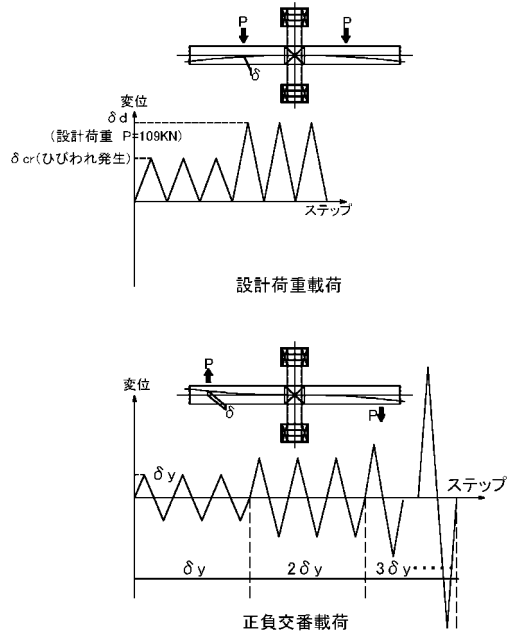 P P
δ
変位
δd
(設計荷重 P=109KN)
δcr(ひびわれ発生)
ステップ
設計荷重載荷
P
変位
δ
P
δy
ステップ
δy 2δy 3δy・・・・・
正負交番載荷